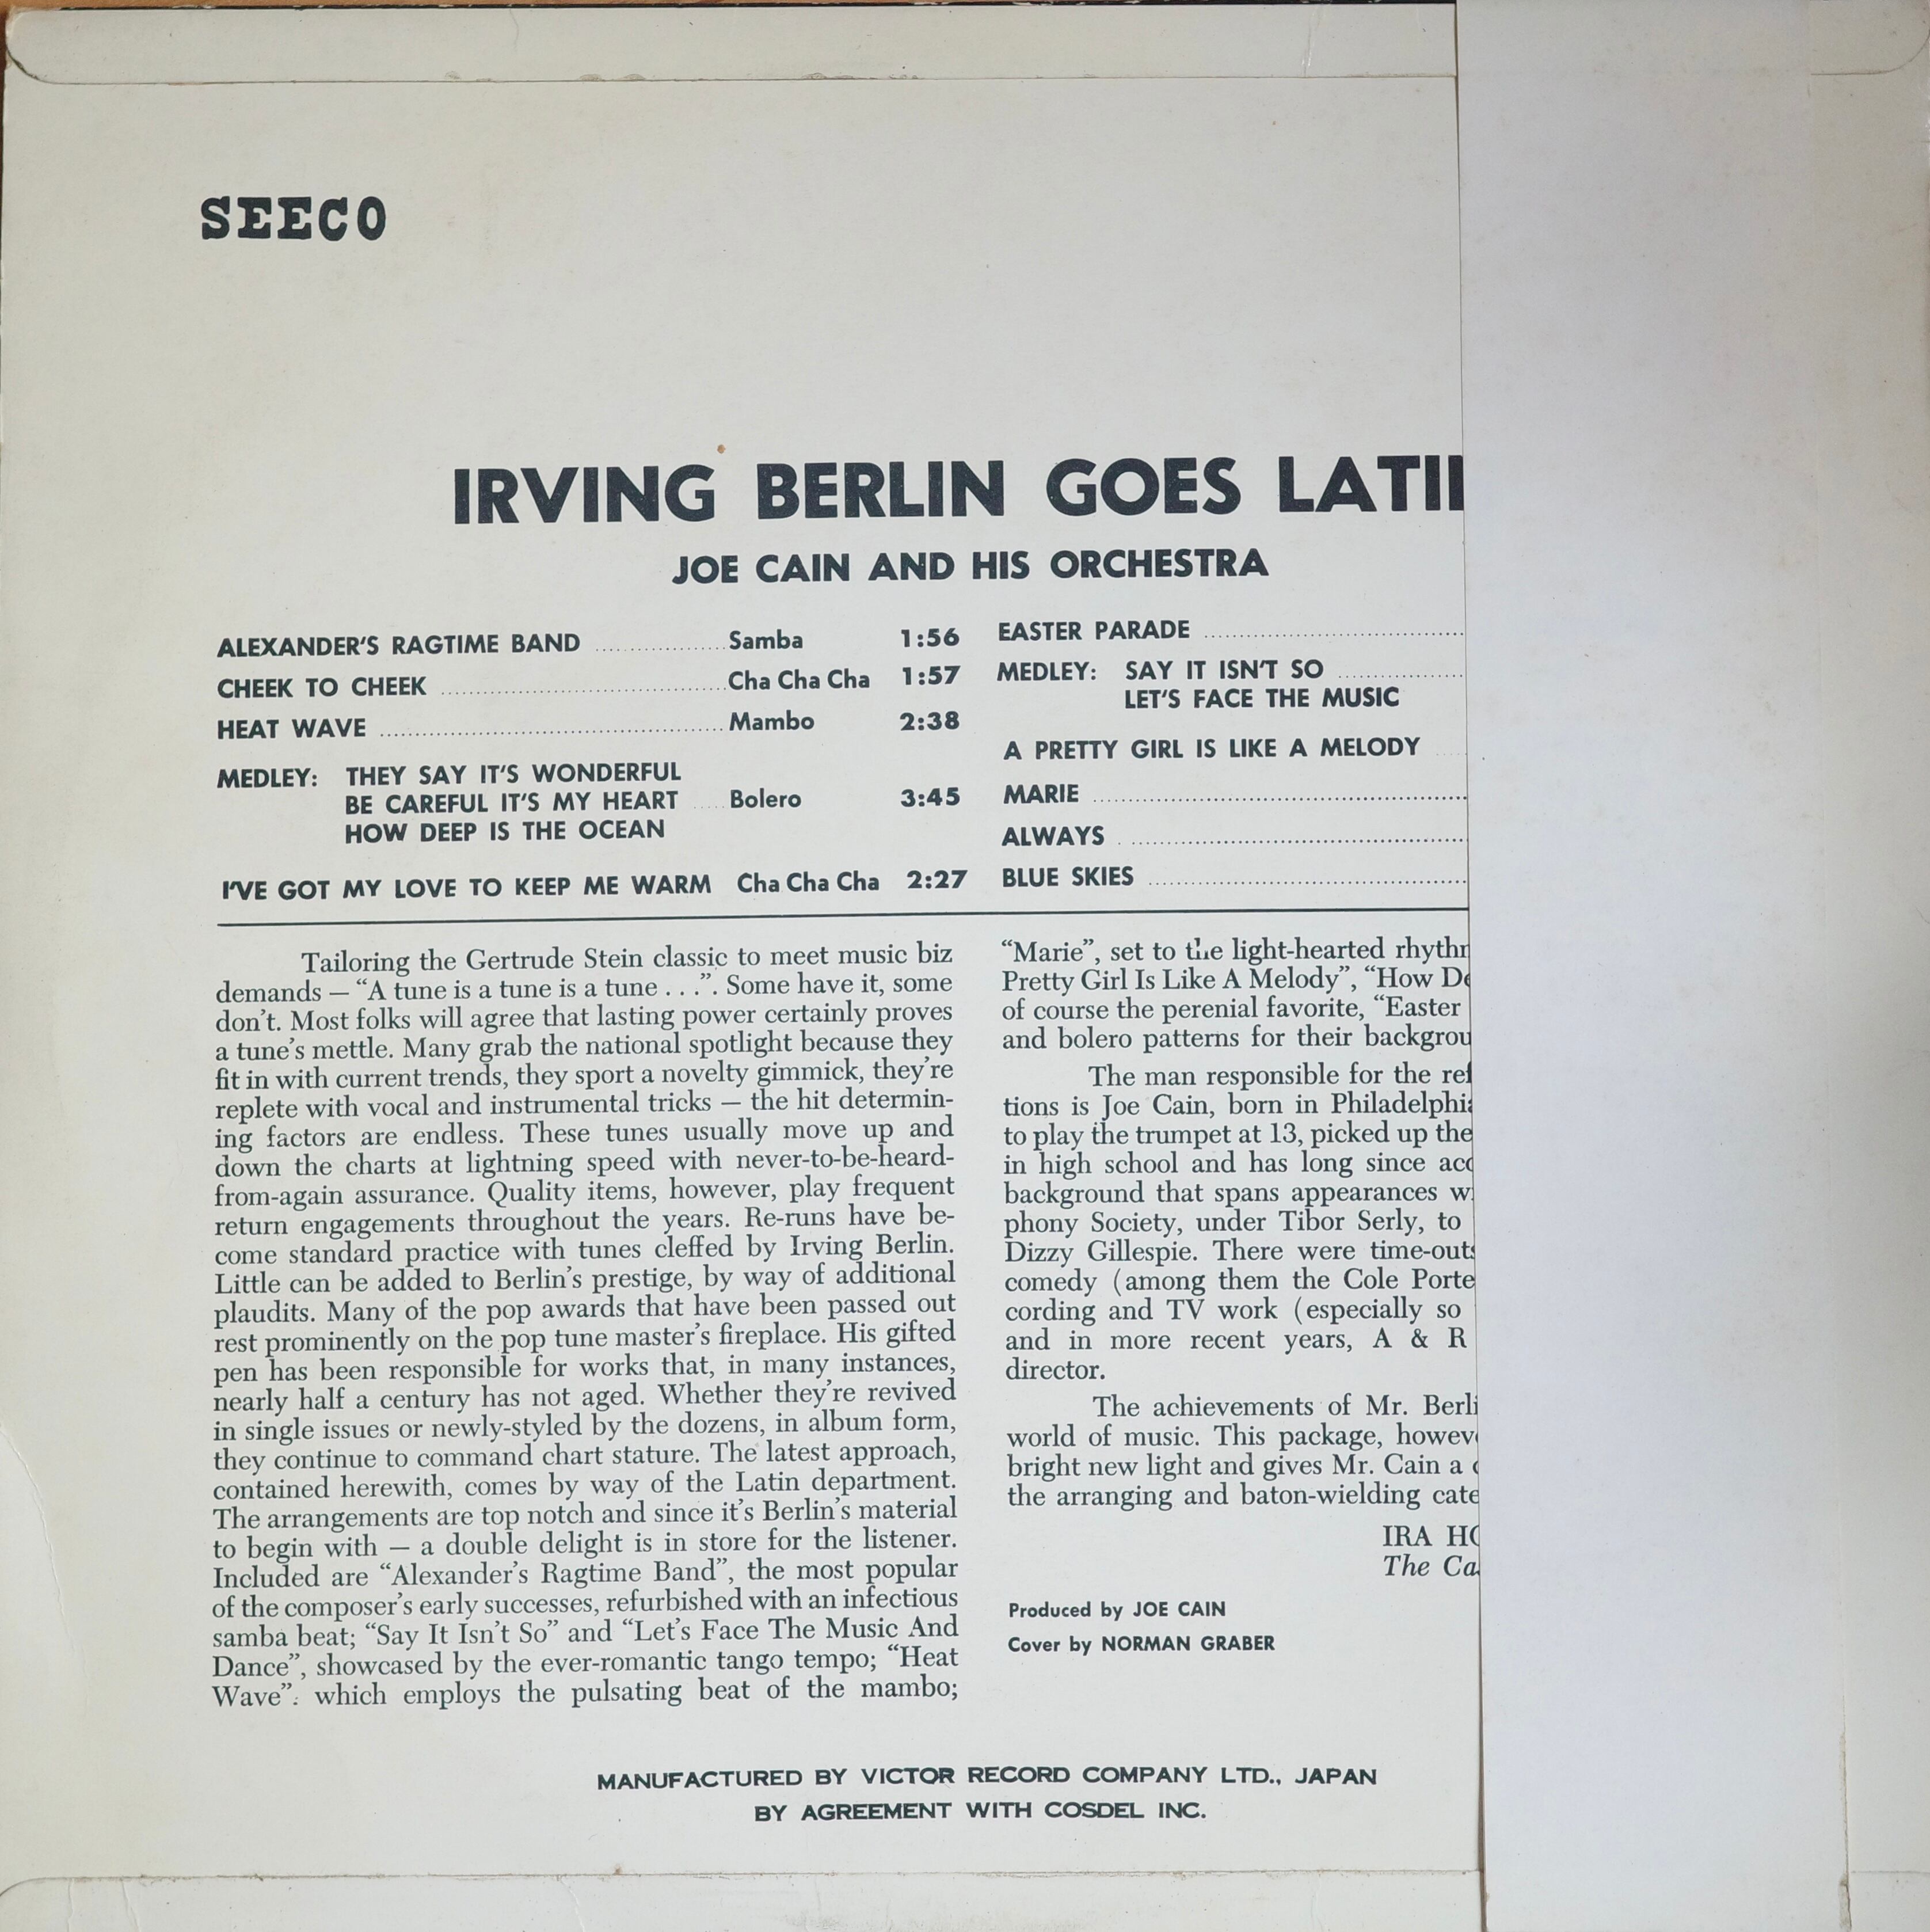 SEECO
IRVING BERLIN GOES
JOE CAIN AND HIS ORCHESTRA
ALEXANDER'S RAGTIME BAND .................. Samba 1:56
CHEEK TO CHEEK .................. Cha Cha Cha 1:57
HEAT WAVE .................. Mambo 2:38
MEDLEY: THEY SAY IT'S WONDERFUL
BE CAREFUL IT'S MY HEART ..... Bolero 3:45
HOW DEEP IS THE OCEAN
I'VE GOT MY LOVE TO KEEP ME WARM Cha Cha Cha 2:27
EASTER PARADE ..................
MEDLEY: SAY IT ISN'T SO ..................
LET'S FACE THE MUSIC
A PRETTY GIRL IS LIKE A MELODY .....
MARIE ..................
ALWAYS ..................
BLUE SKIES ..................
Tailoring the Gertrude Stein classic to meet music biz
demands — “A tune is a tune is a tune . . .”. Some have it, some
don't. Most folks will agree that lasting power certainly proves
a tune's mettle. Many grab the national spotlight because they
fit in with current trends, they sport a novelty gimmick, they're
replete with vocal and instrumental tricks — the hit determin-
ing factors are endless. These tunes usually move up and
down the charts at lightning speed with never-to-be-heard-
from-again assurance. Quality items, however, play frequent
return engagements throughout the years. Re-runs have be-
come standard practice with tunes cleffed by Irving Berlin.
Little can be added to Berlin's prestige, by way of additional
plaudits. Many of the pop awards that have been passed out
rest prominently on the pop tune master's fireplace. His gifted
pen has been responsible for works that, in many instances,
nearly half a century has not aged. Whether they're revived
in single issues or newly-styled by the dozens, in album form,
they continue to command chart stature. The latest approach,
contained herewith, comes by way of the Latin department.
The arrangements are top notch and since it's Berlin's material
to begin with — a double delight is in store for the listener.
Included are “Alexander's Ragtime Band”, the most popular
of the composer's early successes, refurbished with an infectious
samba beat; “Say It Isn't So” and “Let's Face The Music And
Dance”, showcased by the ever-romantic tango tempo; “Heat
Wave”. which employs the pulsating beat of the mambo;
“Marie”, set to the light-hearted
Pretty Girl Is Like A Melody”, “How
of course the perenial favorite, “Easter
and bolero patterns for their
The man responsible for the
tions is Joe Cain, born in
to play the trumpet at 13, picked up the
in high school and has long since
background that spans appearances
phony Society, under Tibor Serly, to
Dizzy Gillespie. There were
comedy (among them the Cole
cording and TV work (especially so
and in more recent years, A & R
director.
The achievements of Mr.
world of music. This package,
bright new light and gives Mr. Cain a
the arranging and baton-wielding
IRA
The
Produced by JOE CAIN
Cover by NORMAN GRABER
MANUFACTURED BY VICTOR RECORD COMPANY LTD., JAPAN
BY AGREEMENT WITH COSDEL INC.